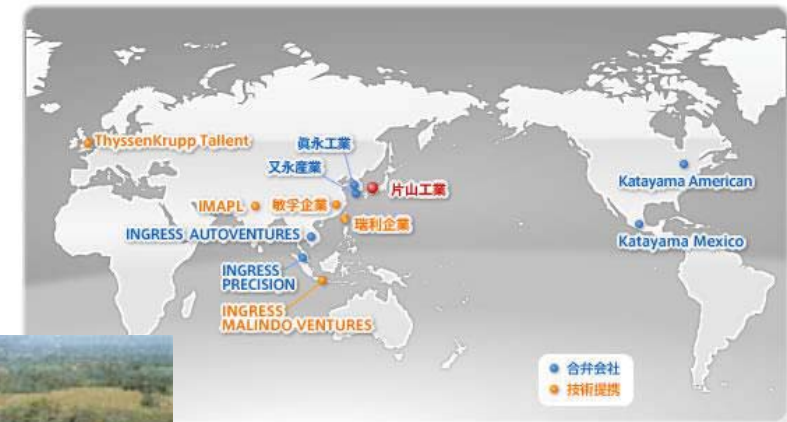 ThyssenKrupp Tallent
眞永工業
又永産業
片山工業
IMAPL
敏孚企業
瑞利企業
INGRESS AUTOVENTURES
INGRESS
PRECISION
INGRESS
MALINDO VENTURES
Katayama American
Katayama Mexico
合弁会社
技術提携